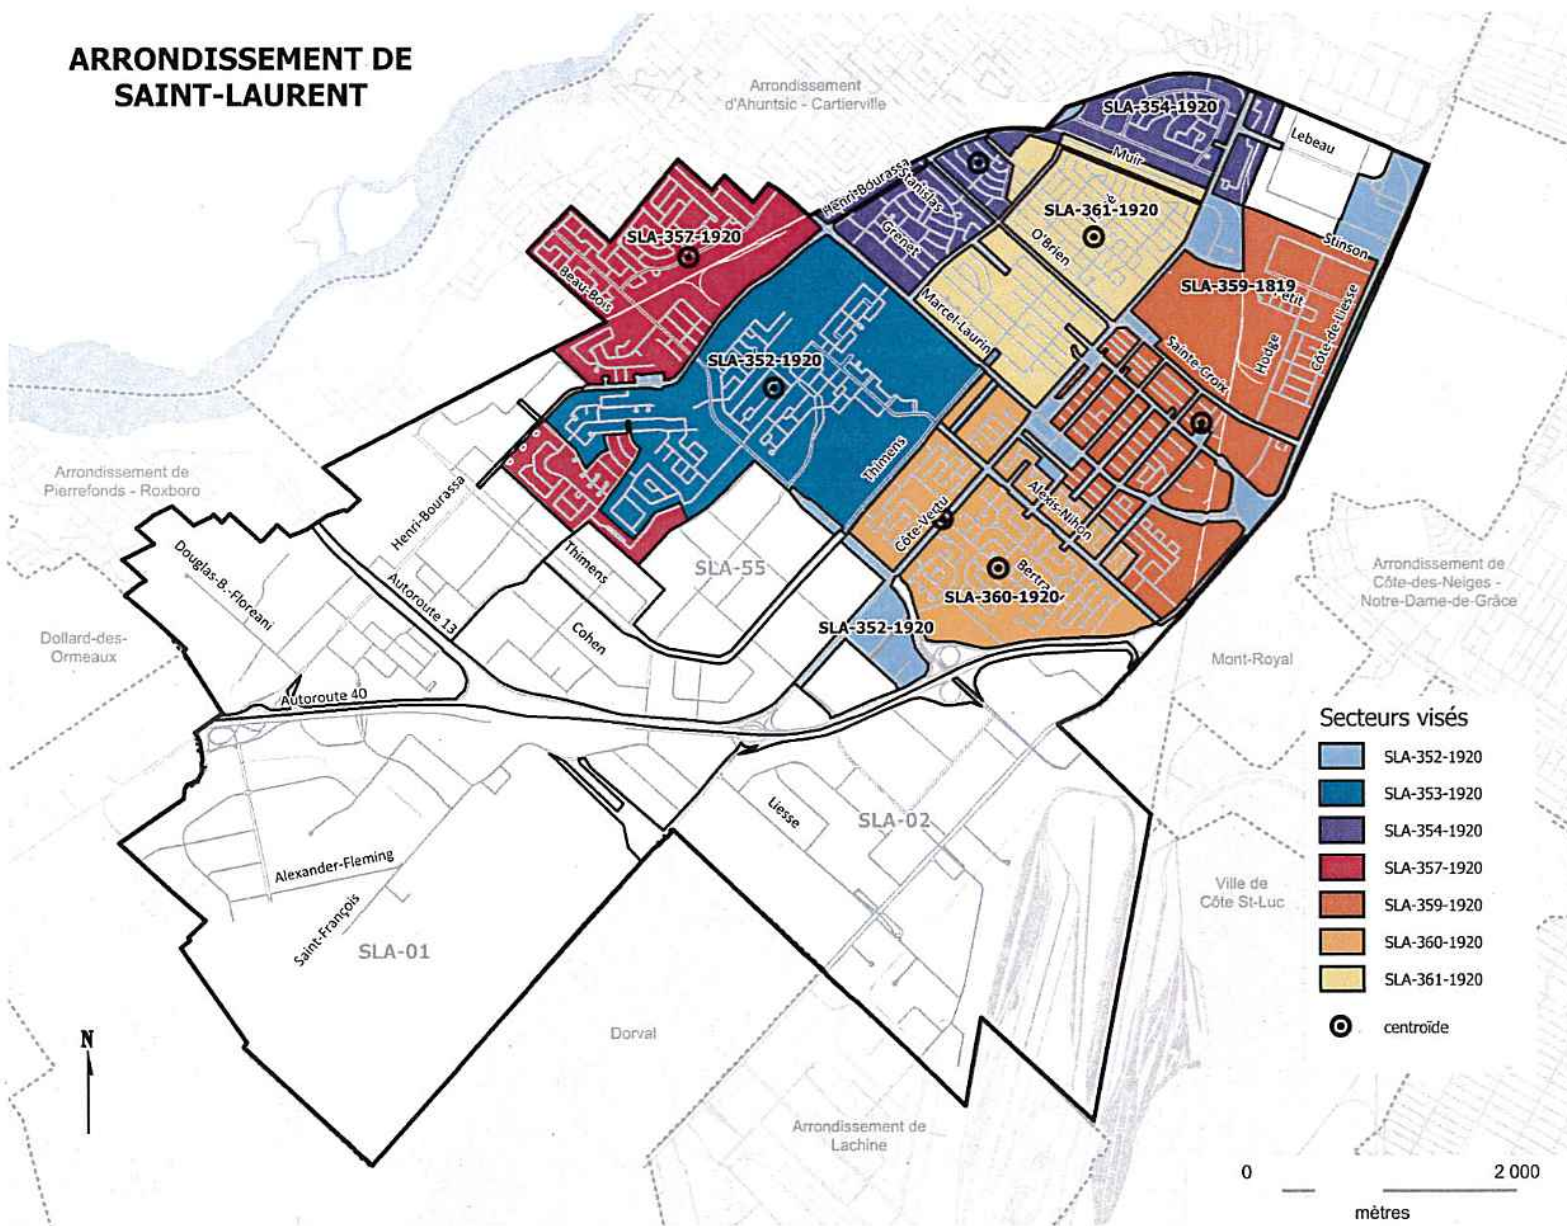 ARRONDISSEMENT DE
SAINT-LAURENT
Arrondissement
d'Ahuntsic - Cartierville
SLA-354-1920
Lebeau
Muir
Henri-Bourassa
Stanislas
Grenet
SLA-361-1920
O'Brien
Stinson
SLA-357-1920
Beau-Bois
SLA-359-1819
Petit
Marcel-Laurin
Sainte-Croix
Hodge
Côte-de-Liesse
SLA-352-1920
Thimens
Arrondissement de
Pierrefonds - Roxboro
Henri-Bourassa
Côte-Vertu
Alexis-Nihon
Douglas-B.-Floreani
Thimens
SLA-55
Bertrand
Autoroute 13
SLA-360-1920
Arrondissement de
Côte-des-Neiges -
Notre-Dame-de-Grâce
Dollard-des-
Ormeaux
Cohen
SLA-352-1920
Mont-Royal
Autoroute 40
Liesse
SLA-02
Alexander-Fleming
Saint-François
SLA-01
Ville de
Côte St-Luc
Dorval
Arrondissement de
Lachine
N
Secteurs visés
SLA-352-1920
SLA-353-1920
SLA-354-1920
SLA-357-1920
SLA-359-1920
SLA-360-1920
SLA-361-1920
centroïde
0 2 000
mètres